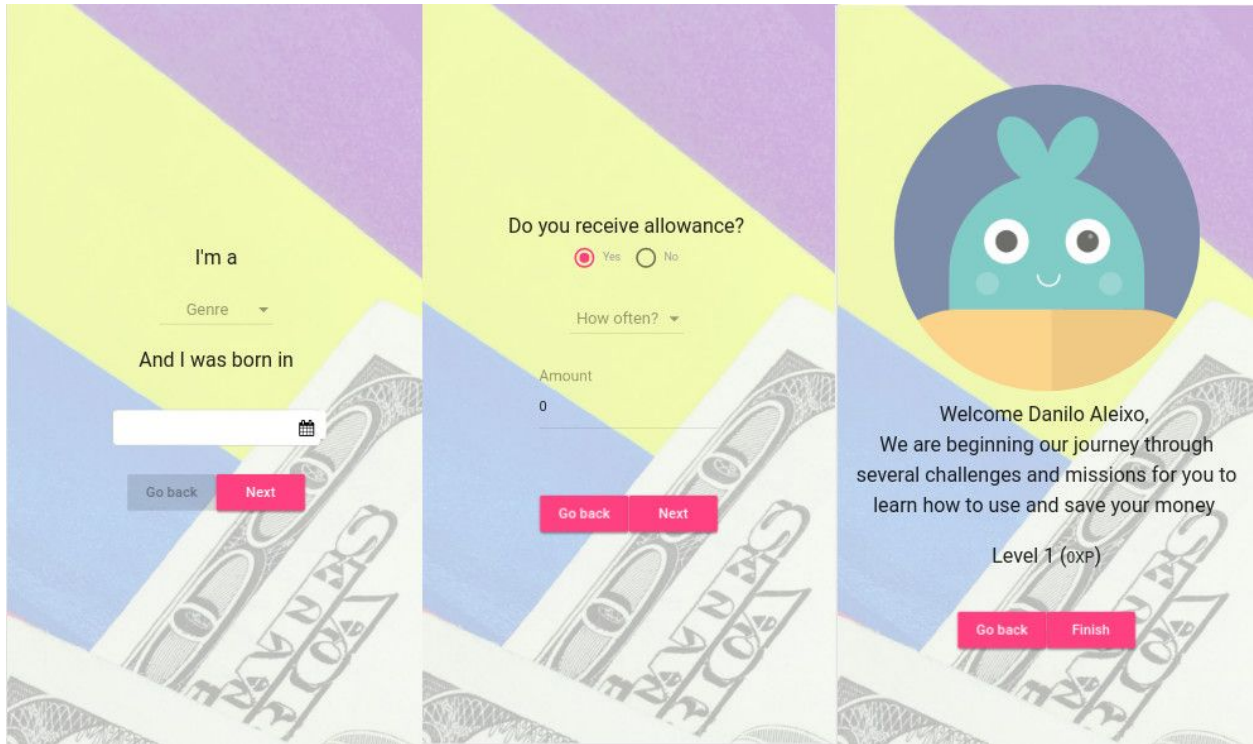 I'm a
Genre
And I was born in
Go back Next
Do you receive allowance?
Yes No
How often?
Amount
0
Go back Next
Welcome Danilo Aleixo,
We are beginning our journey through
several challenges and missions for you to
learn how to use and save your money
Level 1 (0XP)
Go back Finish